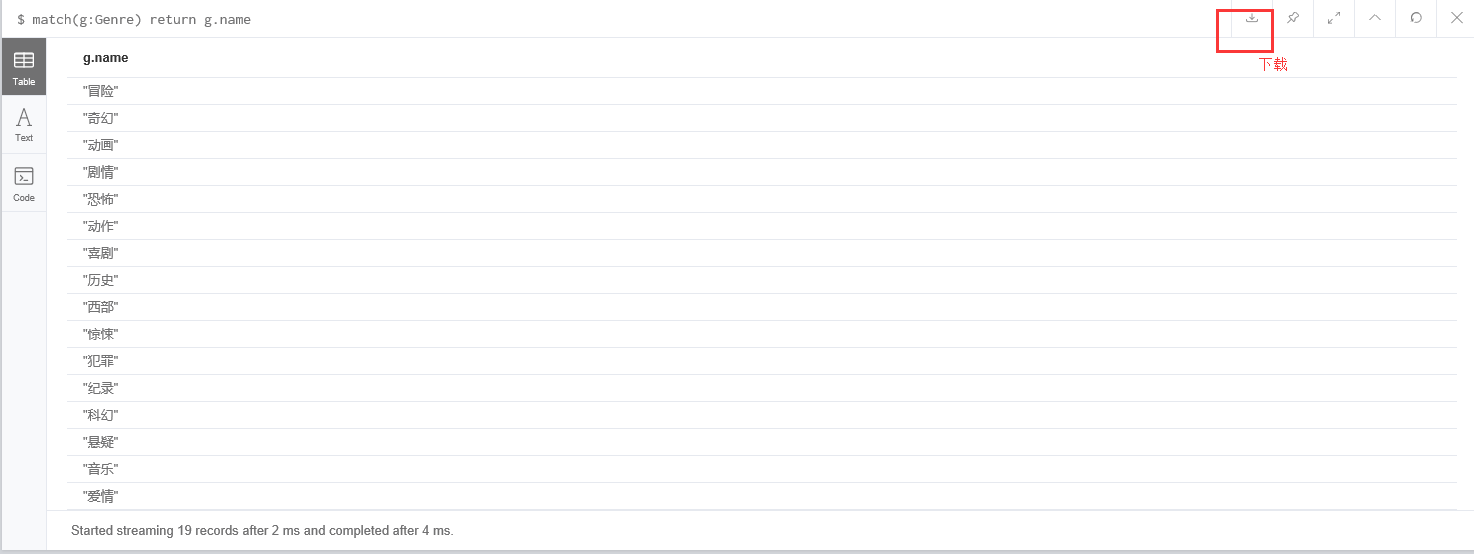 $ match(g:Genre) return g.name
下载
Table
Text
Code
g.name
"冒险"
"奇幻"
"动画"
"剧情"
"恐怖"
"动作"
"喜剧"
"历史"
"西部"
"惊悚"
"犯罪"
"纪录"
"科幻"
"悬疑"
"音乐"
"爱情"
Started streaming 19 records after 2 ms and completed after 4 ms.